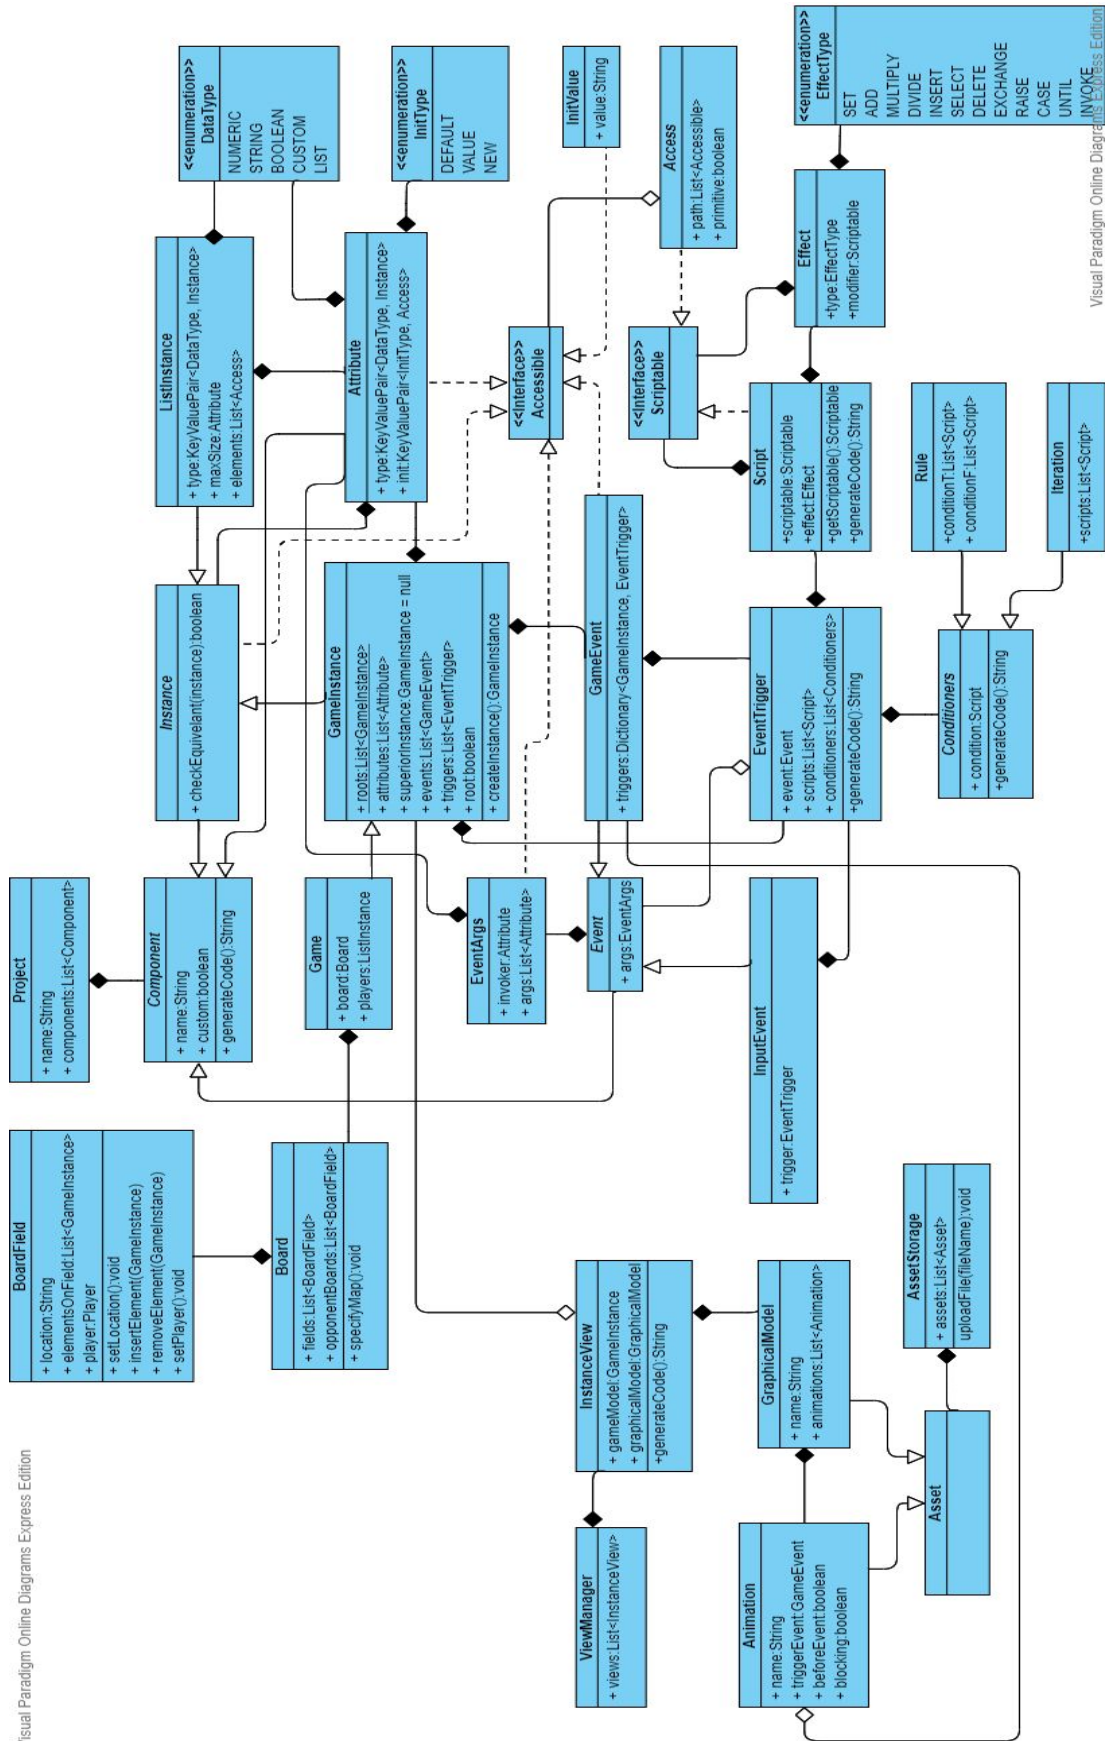 Visual Paradigm Online Diagrams Express Edition
BoardField
+ location:String
+ elementsOnField:List<GameInstance>
+ player:Player
+ setLocation():void
+ insertElement(GameInstance)
+ removeElement(GameInstance)
+ setPlayer():void
Project
+ name:String
+ components:List<Component>
ListInstance
+ type:KeyValuePair<DataType, Instance>
+ maxSize:Attribute
+ elements:List<Access>
<<enumeration>>
DataType
NUMERIC
STRING
BOOLEAN
CUSTOM
LIST
Component
+ name:String
+ custom:boolean
+ generateCode():String
Instance
+ checkEquivelant(instance):boolean
Board
+ fields:List<BoardField>
+ opponentBoards:List<BoardField>
+ specifyMap():void
Game
+ board:Board
+ players:ListInstance
GameInstance
+ roots:List<GameInstance>
+ attributes:List<Attribute>
+ superiorInstance:GameInstance = null
+ events:List<GameEvent>
+ triggers:List<EventTrigger>
+ root:boolean
+ createInstance():GameInstance
Attribute
+ type:KeyValuePair<DataType, Instance>
+ init:KeyValuePair<InitType, Access>
<<enumeration>>
InitType
DEFAULT
VALUE
NEW
EventArgs
+ invoker:Attribute
+ args:List<Attribute>
<<Interface>>
Accessible
InitValue
+ value:String
ViewManager
+ views:List<InstanceView>
InstanceView
+ gameModel:GameInstance
+ graphicalModel:GraphicalModel
+generateCode():String
Event
+ args:EventArgs
GameEvent
+ triggers:Dictionary<GameInstance, EventTrigger>
<<Interface>>
Scriptable
Access
+ path:List<Accessible>
+ primitive:boolean
Animation
+ name:String
+ triggerEvent:GameEvent
+ beforeEvent:boolean
+ blocking:boolean
GraphicalModel
+ name:String
+ animations:List<Animation>
InputEvent
+ trigger:EventTrigger
EventTrigger
+ event:Event
+ scripts:List<Script>
+ conditioners:List<Conditioners>
+generateCode():String
Script
+scriptable:Scriptable
+effect:Effect
+getScriptable():Scriptable
+generateCode():String
Effect
+type:EffectType
+modifier:Scriptable
<<enumeration>>
EffectType
SET
ADD
MULTIPLY
DIVIDE
INSERT
SELECT
DELETE
EXCHANGE
RAISE
CASE
UNTIL
INVOKE
Asset
AssetStorage
+ assets:List<Asset>
uploadFile(fileName):void
Conditioners
+ condition:Script
+generateCode():String
Rule
+conditionT:List<Script>
+ conditionF:List<Script>
Iteration
+scripts:List<Script>
Visual Paradigm Online Diagrams Express Edition